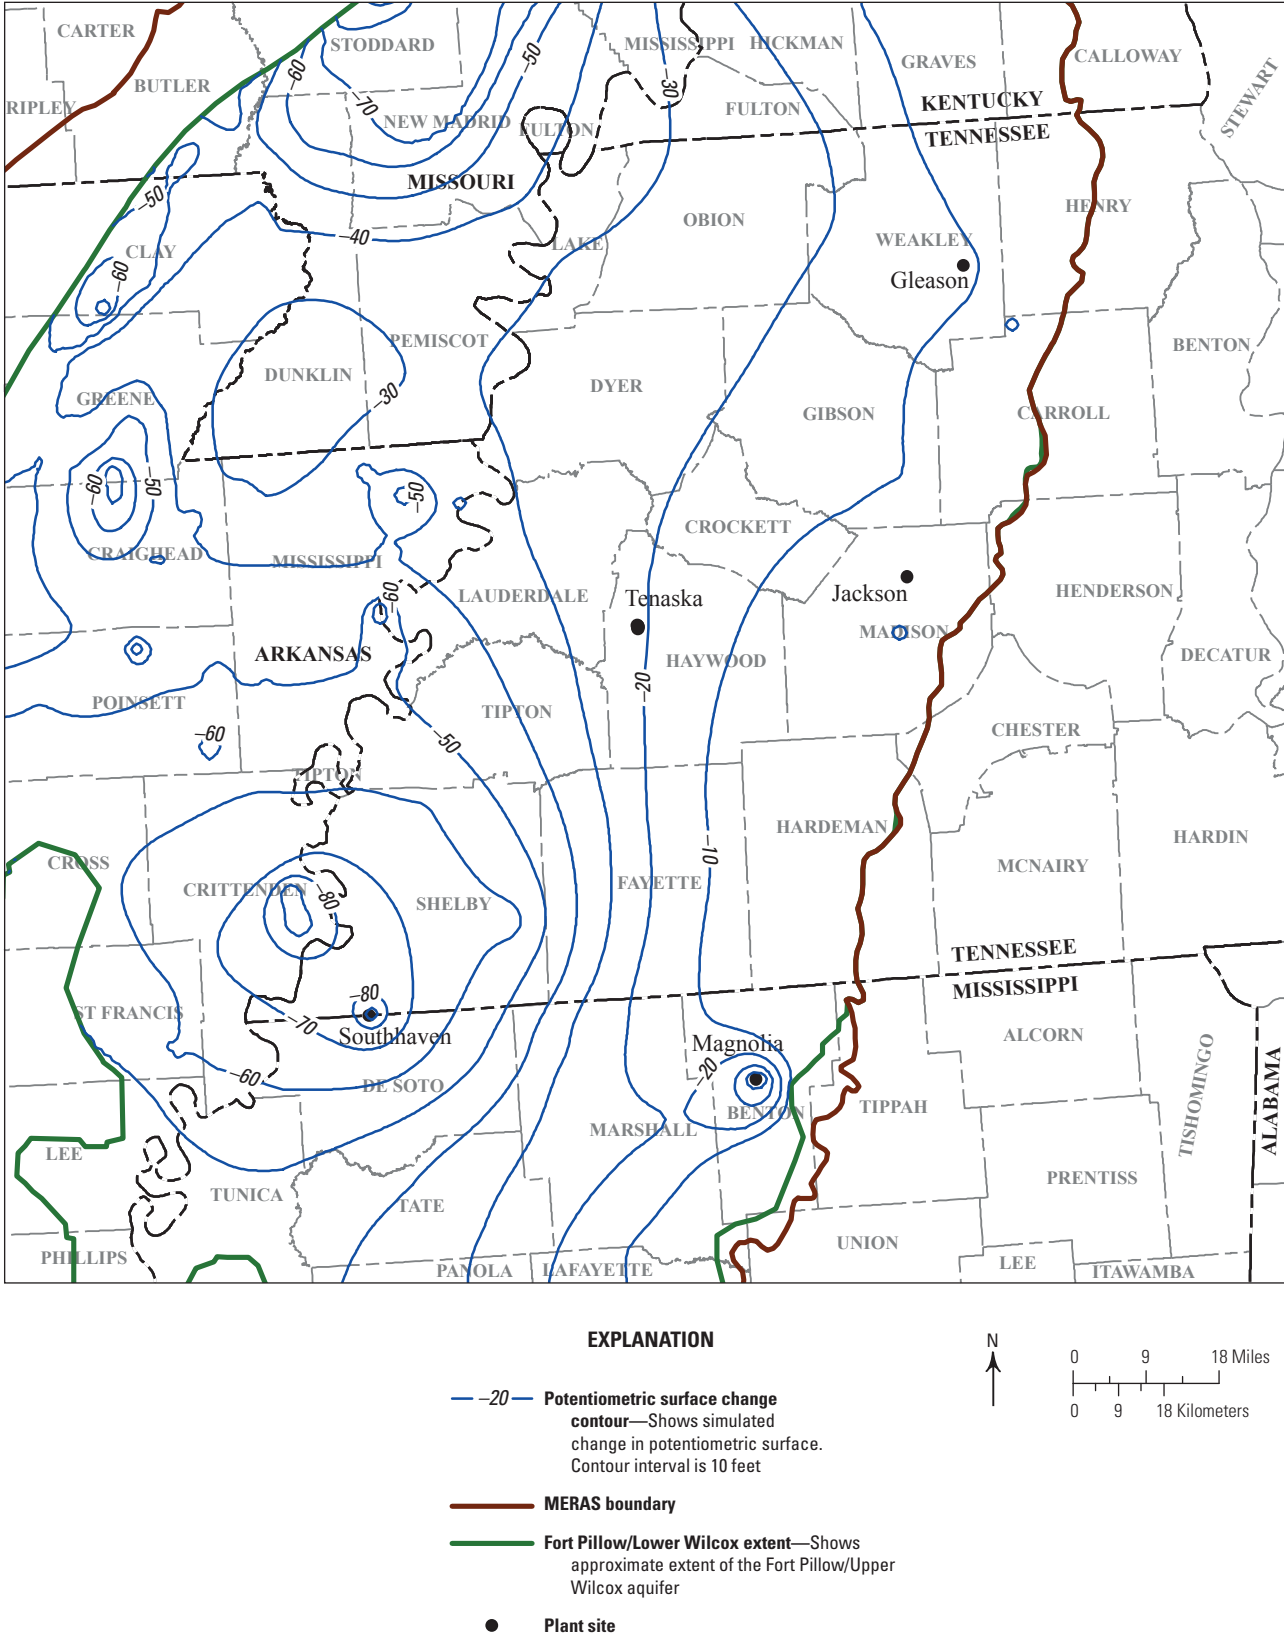 CARTER
STODDARD
MISSISSIPPI
HICKMAN
GRAVES
CALLOWAY
–50
–60
BUTLER
–30
STEWART
RIPLEY
–70
NEW MADRID
FULTON
FULTON
KENTUCKY
TENNESSEE
MISSOURI
–50
HENRY
OBION
–40
LAKE
WEAKLEY
CLAY
–60
Gleason
PEMISCOT
BENTON
DUNKLIN
DYER
–30
GREENE
GIBSON
CARROLL
–60
–50
–50
CROCKETT
CRAIGHEAD
MISSISSIPPI
–60
LAUDERDALE
Tenaska
Jackson
HENDERSON
MADISON
ARKANSAS
HAYWOOD
DECATUR
–20
POINSETT
TIPTON
CHESTER
–60
–50
TIPTON
HARDEMAN
HARDIN
–10
CROSS
MCNAIRY
CRITTENDEN
–80
SHELBY
FAYETTE
TENNESSEE
MISSISSIPPI
–80
ST FRANCIS
–70
Southhaven
ALCORN
Magnolia
–20
–60
DE SOTO
BENTON
TIPPAH
TISHOMINGO
ALABAMA
MARSHALL
LEE
TUNICA
TATE
PRENTISS
PHILLIPS
UNION
PANOLA
LAFAYETTE
LEE
ITAWAMBA
EXPLANATION
–20
Potentiometric surface change
contour—Shows simulated
change in potentiometric surface.
Contour interval is 10 feet
MERAS boundary
Fort Pillow/Lower Wilcox extent—Shows
approximate extent of the Fort Pillow/Upper
Wilcox aquifer
Plant site
N
0 9 18 Miles
0 9 18 Kilometers